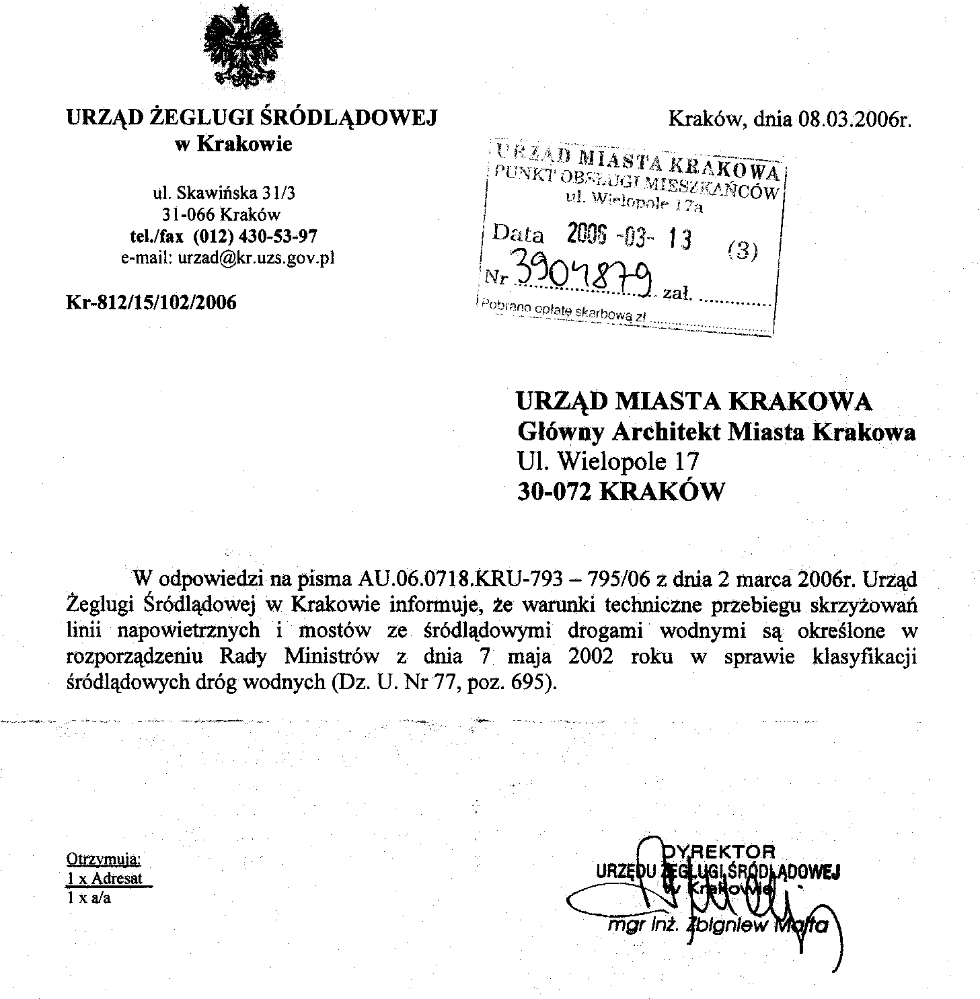 URZĄD ŻEGLUGI ŚRÓDLĄDOWEJ
w Krakowie
ul. Skawińska 31/3
31-066 Kraków
tel./fax (012) 430-53-97
e-mail: urzad@kr.uzs.gov.pl
Kr-812/15/102/2006
Kraków, dnia 08.03.2006r.
URZĄD MIASTA KRAKOWA
PUNKT OBSŁUGI MIESZKAŃCÓW
ul. Wielopole 17a
Data 2006 -03- 13 (3)
Nr 3904879 zał. ..............
Pobrano opłatę skarbową zł ..............
URZĄD MIASTA KRAKOWA
Główny Architekt Miasta Krakowa
Ul. Wielopole 17
30-072 KRAKÓW
W odpowiedzi na pisma AU.06.0718.KRU-793 – 795/06 z dnia 2 marca 2006r. Urząd
Żeglugi Śródlądowej w Krakowie informuje, że warunki techniczne przebiegu skrzyżowań
linii napowietrznych i mostów ze śródlądowymi drogami wodnymi są określone w
rozporządzeniu Rady Ministrów z dnia 7 maja 2002 roku w sprawie klasyfikacji
śródlądowych dróg wodnych (Dz. U. Nr 77, poz. 695).
Otrzymują:
1 x Adresat
1 x a/a
DYREKTOR
URZĘDU ŻEGLUGI ŚRÓDLĄDOWEJ
w Krakowie
mgr inż. Zbigniew